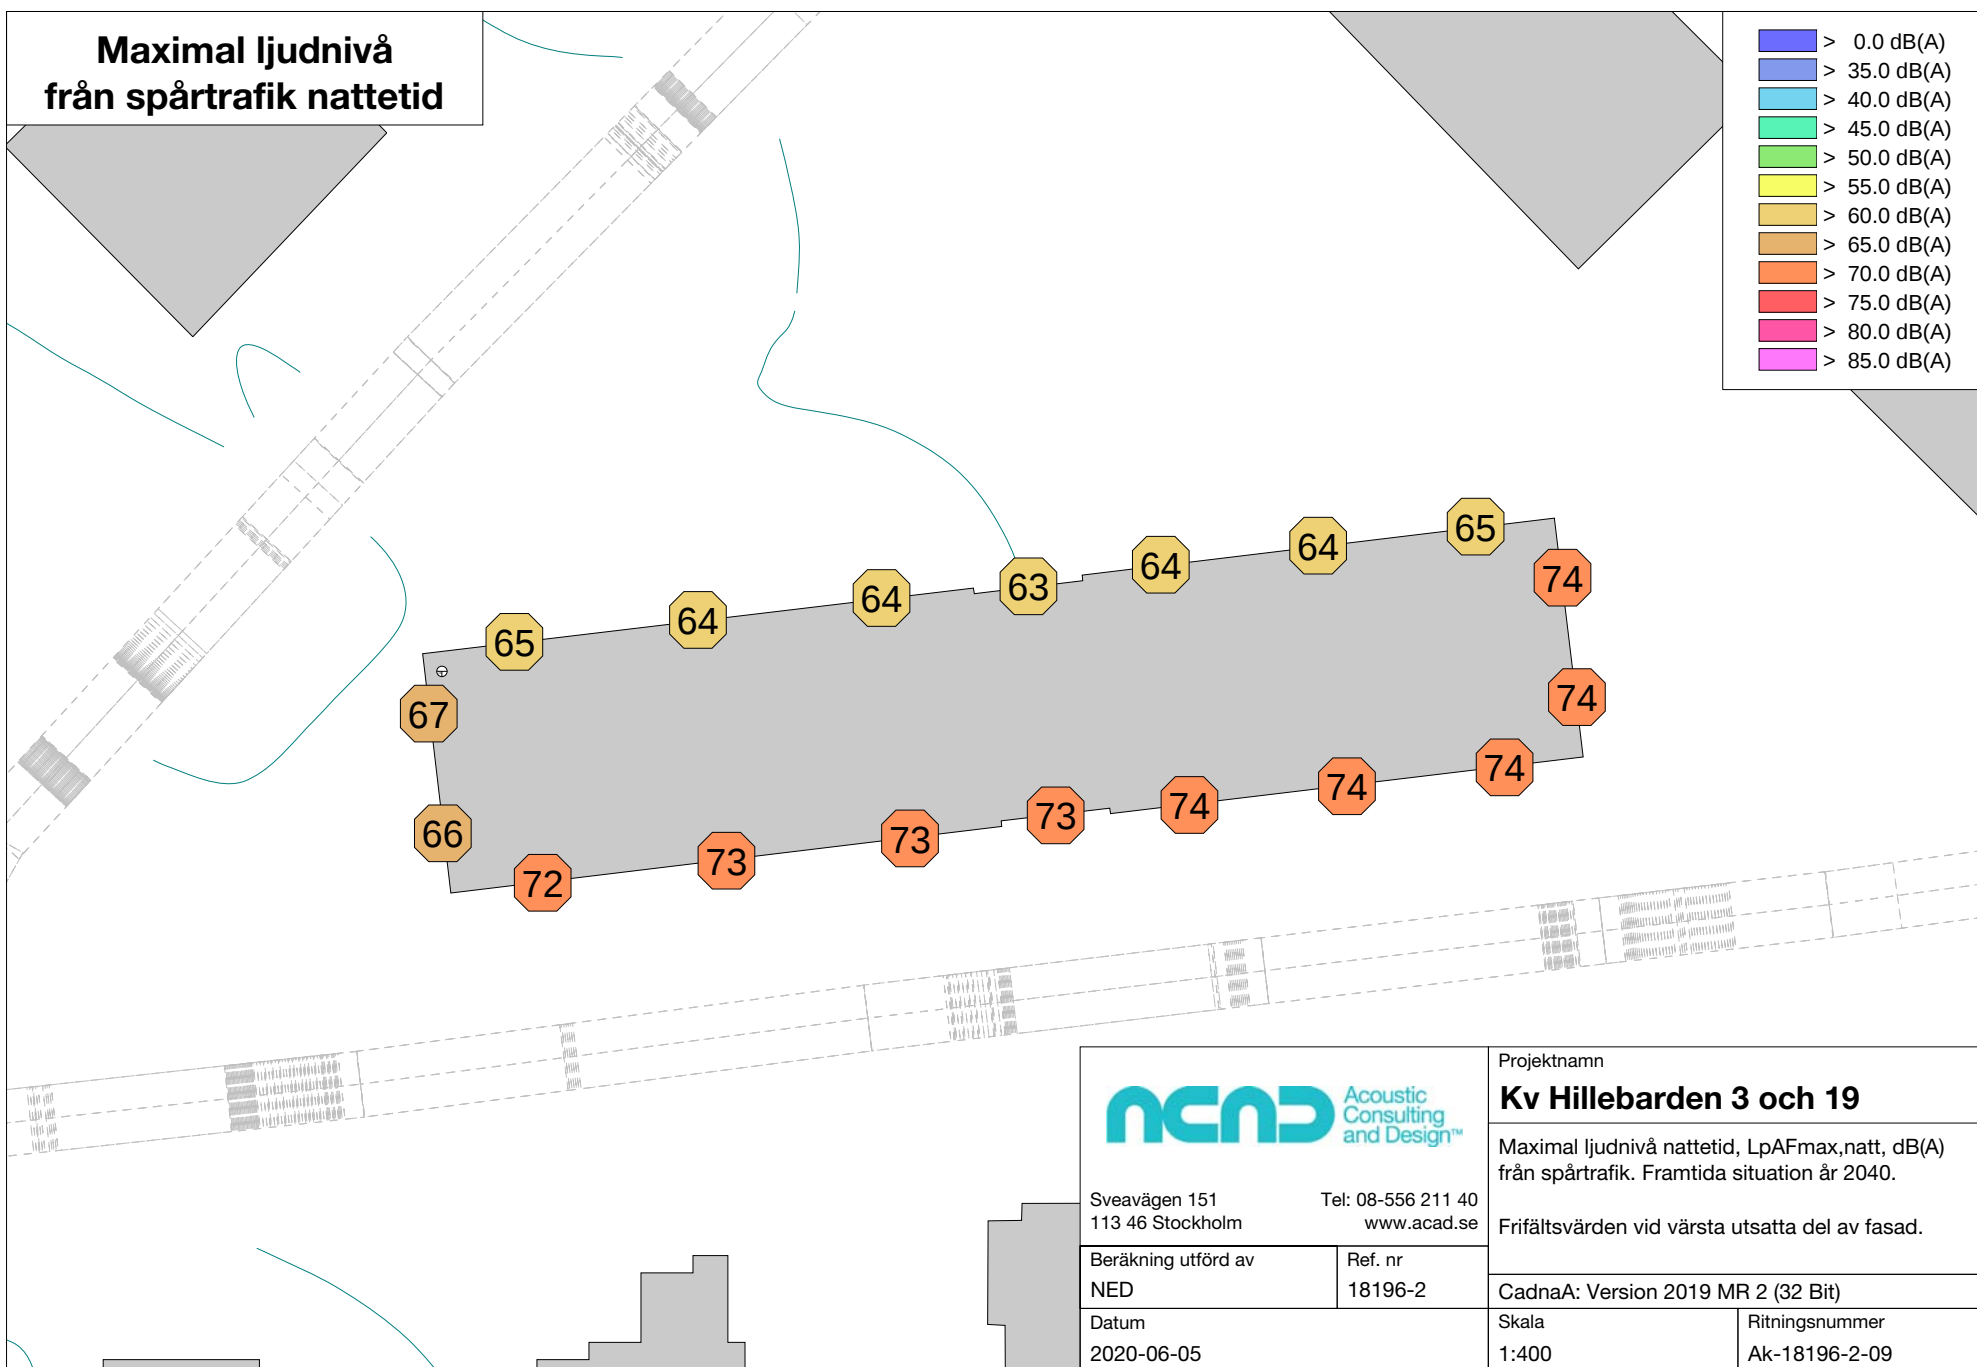 Maximal ljudnivå
från spårtrafik nattetid
> 0.0 dB(A)
> 35.0 dB(A)
> 40.0 dB(A)
> 45.0 dB(A)
> 50.0 dB(A)
> 55.0 dB(A)
> 60.0 dB(A)
> 65.0 dB(A)
> 70.0 dB(A)
> 75.0 dB(A)
> 80.0 dB(A)
> 85.0 dB(A)
65
64
64
63
64
64
65
74
67
74
66
72
73
73
73
74
74
74
ACAD
Acoustic
Consulting
and Design™
Sveavägen 151
113 46 Stockholm
Tel: 08-556 211 40
www.acad.se
Beräkning utförd av
NED
Ref. nr
18196-2
Datum
2020-06-05
Projektnamn
Kv Hillebarden 3 och 19
Maximal ljudnivå nattetid, LpAFmax,natt, dB(A)
från spårtrafik. Framtida situation år 2040.
Frifältsvärden vid värsta utsatta del av fasad.
CadnaA: Version 2019 MR 2 (32 Bit)
Skala
1:400
Ritningsnummer
Ak-18196-2-09